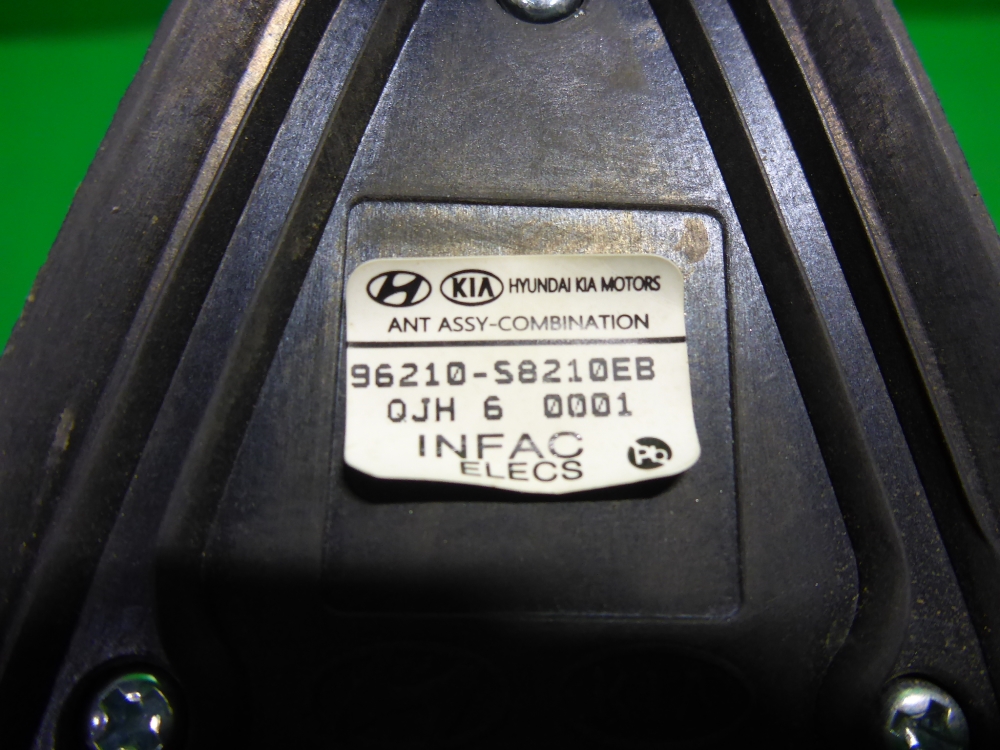 KIA HYUNDAI KIA MOTORS
ANT ASSY-COMBINATION
96210-S8210EB
QJH 6 0001
INFAC
ELECS
Pb